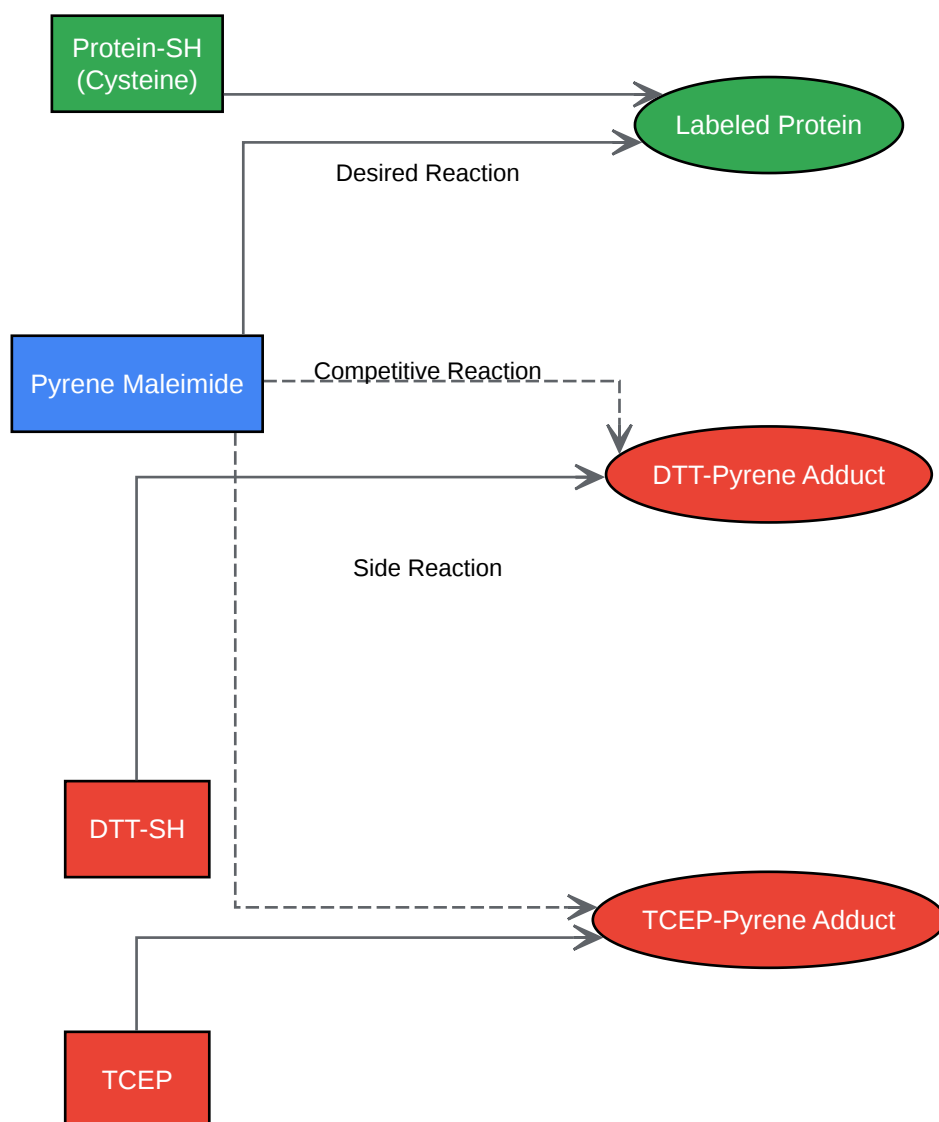 Protein-SH
(Cysteine)
Labeled Protein
Desired Reaction
Pyrene Maleimide
Competitive Reaction
DTT-Pyrene Adduct
Side Reaction
DTT-SH
TCEP-Pyrene Adduct
TCEP